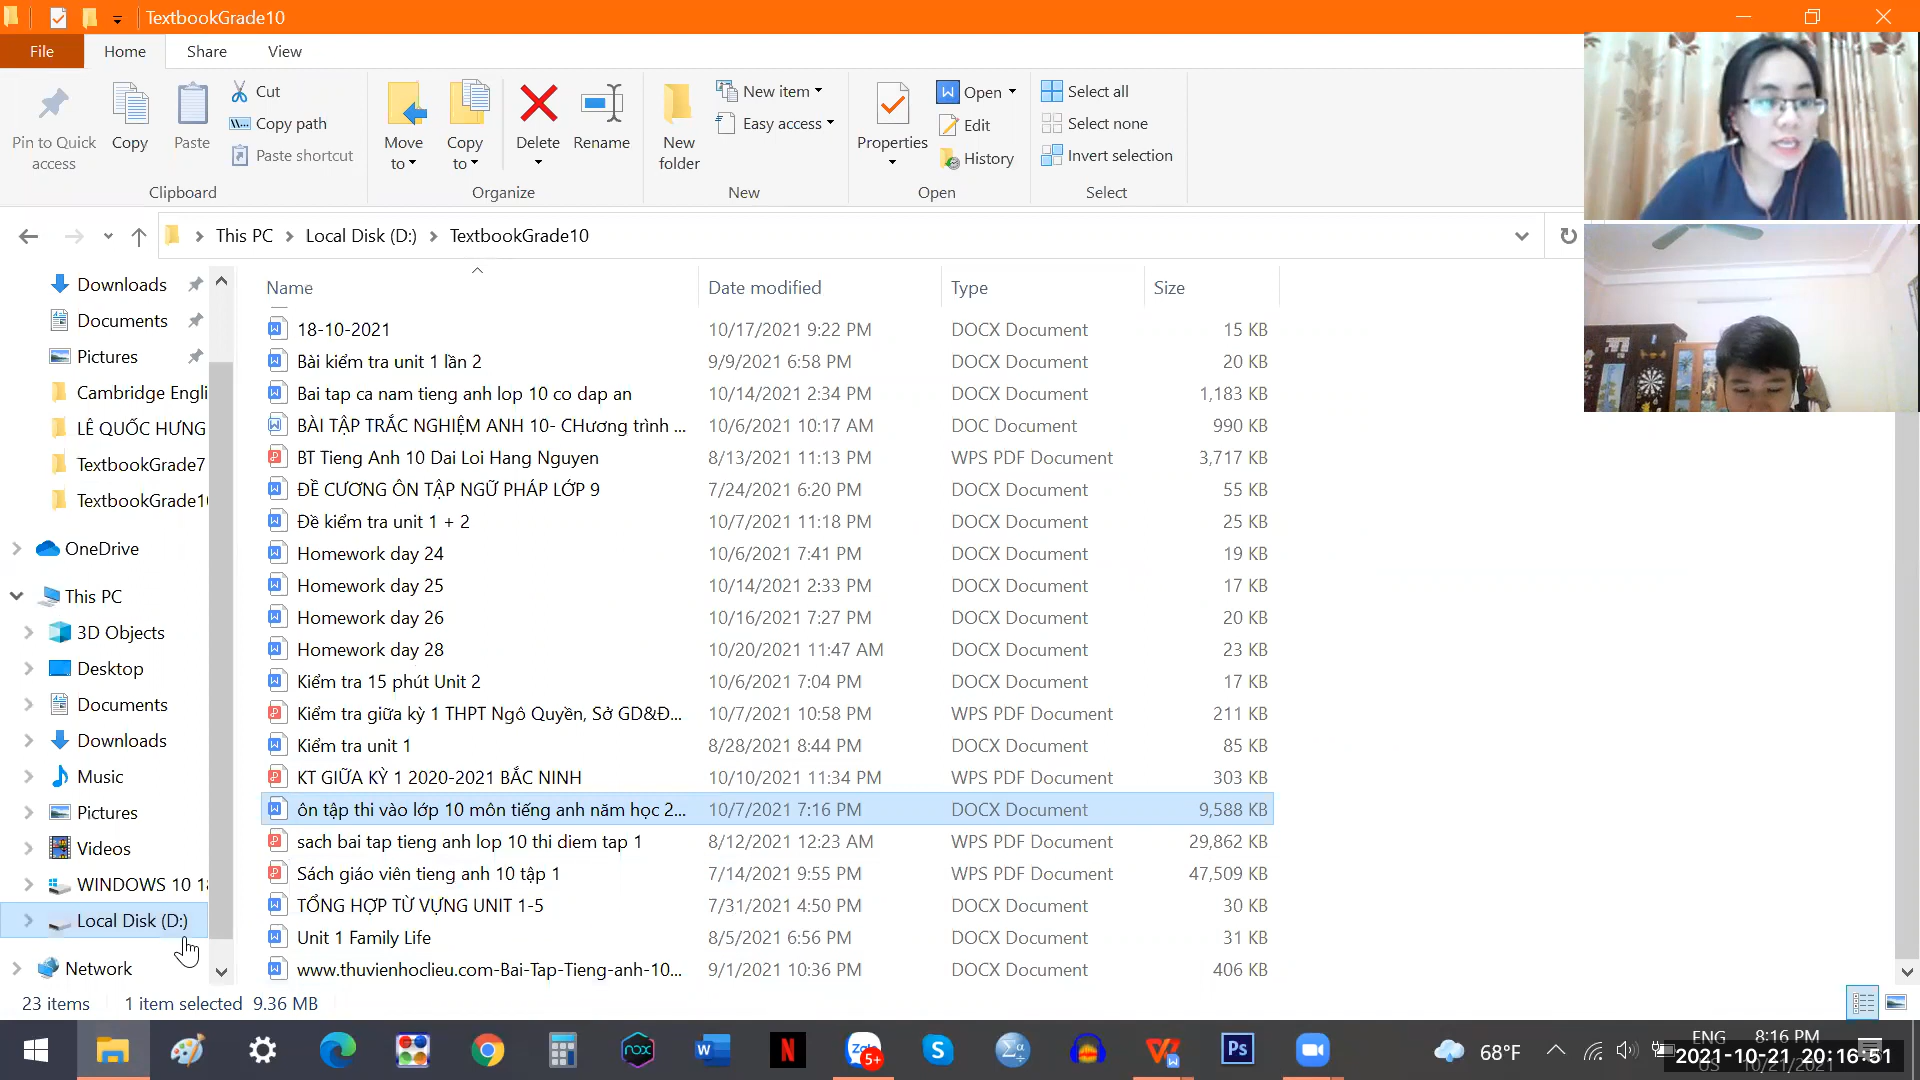 TextbookGrade10
File Home Share View
Pin to Quick access
Copy
Paste
Cut
Copy path
Paste shortcut
Clipboard
Move to
Copy to
Delete
Rename
Organize
New folder
New item
Easy access
New
Properties
Open
Edit
History
Open
Select all
Select none
Invert selection
Select
This PC Local Disk (D:) TextbookGrade10
Downloads
Documents
Pictures
Cambridge Engli
LÊ QUỐC HƯNG
TextbookGrade7
TextbookGrade10
OneDrive
This PC
3D Objects
Desktop
Documents
Downloads
Music
Pictures
Videos
WINDOWS 10 18
Local Disk (D:)
Network
Name Date modified Type Size
18-10-2021 10/17/2021 9:22 PM DOCX Document 15 KB
Bài kiểm tra unit 1 lần 2 9/9/2021 6:58 PM DOCX Document 20 KB
Bai tap ca nam tieng anh lop 10 co dap an 10/14/2021 2:34 PM DOCX Document 1,183 KB
BÀI TẬP TRẮC NGHIỆM ANH 10- CHương trình ... 10/6/2021 10:17 AM DOC Document 990 KB
BT Tieng Anh 10 Dai Loi Hang Nguyen 8/13/2021 11:13 PM WPS PDF Document 3,717 KB
ĐỀ CƯƠNG ÔN TẬP NGỮ PHÁP LỚP 9 7/24/2021 6:20 PM DOCX Document 55 KB
Đề kiểm tra unit 1 + 2 10/7/2021 11:18 PM DOCX Document 25 KB
Homework day 24 10/6/2021 7:41 PM DOCX Document 19 KB
Homework day 25 10/14/2021 2:33 PM DOCX Document 17 KB
Homework day 26 10/16/2021 7:27 PM DOCX Document 20 KB
Homework day 28 10/20/2021 11:47 AM DOCX Document 23 KB
Kiểm tra 15 phút Unit 2 10/6/2021 7:04 PM DOCX Document 17 KB
Kiểm tra giữa kỳ 1 THPT Ngô Quyền, Sở GD&Đ... 10/7/2021 10:58 PM WPS PDF Document 211 KB
Kiểm tra unit 1 8/28/2021 8:44 PM DOCX Document 85 KB
KT GIỮA KỲ 1 2020-2021 BẮC NINH 10/10/2021 11:34 PM WPS PDF Document 303 KB
ôn tập thi vào lớp 10 môn tiếng anh năm học 2... 10/7/2021 7:16 PM DOCX Document 9,588 KB
sach bai tap tieng anh lop 10 thi diem tap 1 8/12/2021 12:23 AM WPS PDF Document 29,862 KB
Sách giáo viên tieng anh 10 tập 1 7/14/2021 9:55 PM WPS PDF Document 47,509 KB
TỔNG HỢP TỪ VỰNG UNIT 1-5 7/31/2021 4:50 PM DOCX Document 30 KB
Unit 1 Family Life 8/5/2021 6:56 PM DOCX Document 31 KB
www.thuvienhoclieu.com-Bai-Tap-Tieng-anh-10... 9/1/2021 10:36 PM DOCX Document 406 KB
23 items 1 item selected 9.36 MB
nox
N
Zalo 5+
S
Ps
68°F
ENG 8:16 PM
2021-10-21 20:16:51